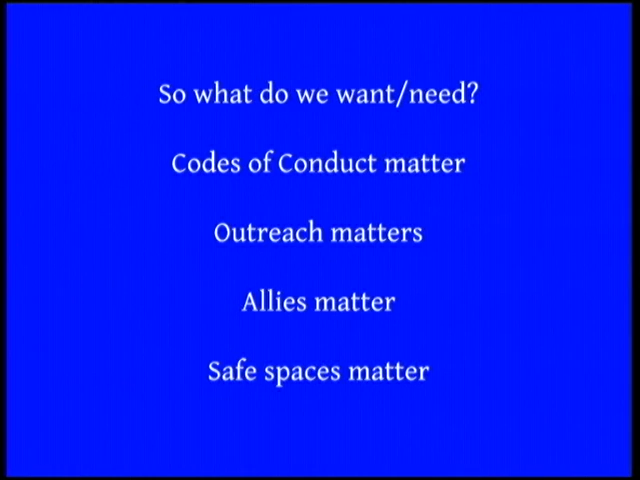 So what do we want/need?
Codes of Conduct matter
Outreach matters
Allies matter
Safe spaces matter